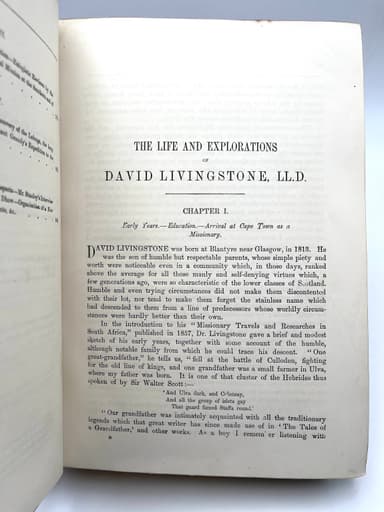 THE LIFE AND EXPLORATIONS
OF
DAVID LIVINGSTONE, LL.D.
CHAPTER I.
Early Years.—Education.—Arrival at Cape Town as a
Missionary.
DAVID LIVINGSTONE was born at Blantyre near Glasgow, in 1813. He
was the son of humble but respectable parents, whose simple piety and
worth were noticeable even in a community which, in those days, ranked
above the average for all those manly and self-denying virtues which, a
few generations ago, were so characteristic of the lower classes of Scotland.
Humble and even trying circumstances did not make them discontented
with their lot, nor tend to make them forget the stainless name which
had descended to them from a line of predecessors whose worldly circum-
stances were hardly better than their own.
In the introduction to his "Missionary Travels and Researches in
South Africa," published in 1857, Dr. Livingstone gave a brief and modest
sketch of his early years, together with some account of the humble,
although notable family from which he could trace his descent. "One
great-grandfather," he tells us, "fell at the battle of Culloden, fighting
for the old line of kings, and one grandfather was a small farmer in Ulva,
where my father was born. It is one of that cluster of the Hebrides thus
spoken of by Sir Walter Scott:—
'And Ulva dark, and Colonsay,
And all the group of islets gay
That guard famed Staffa round.'
"Our grandfather was intimately acquainted with all the traditionary
legends which that great writer has since made use of in 'The Tales of
a Grandfather,' and other works. As a boy I remember listening with